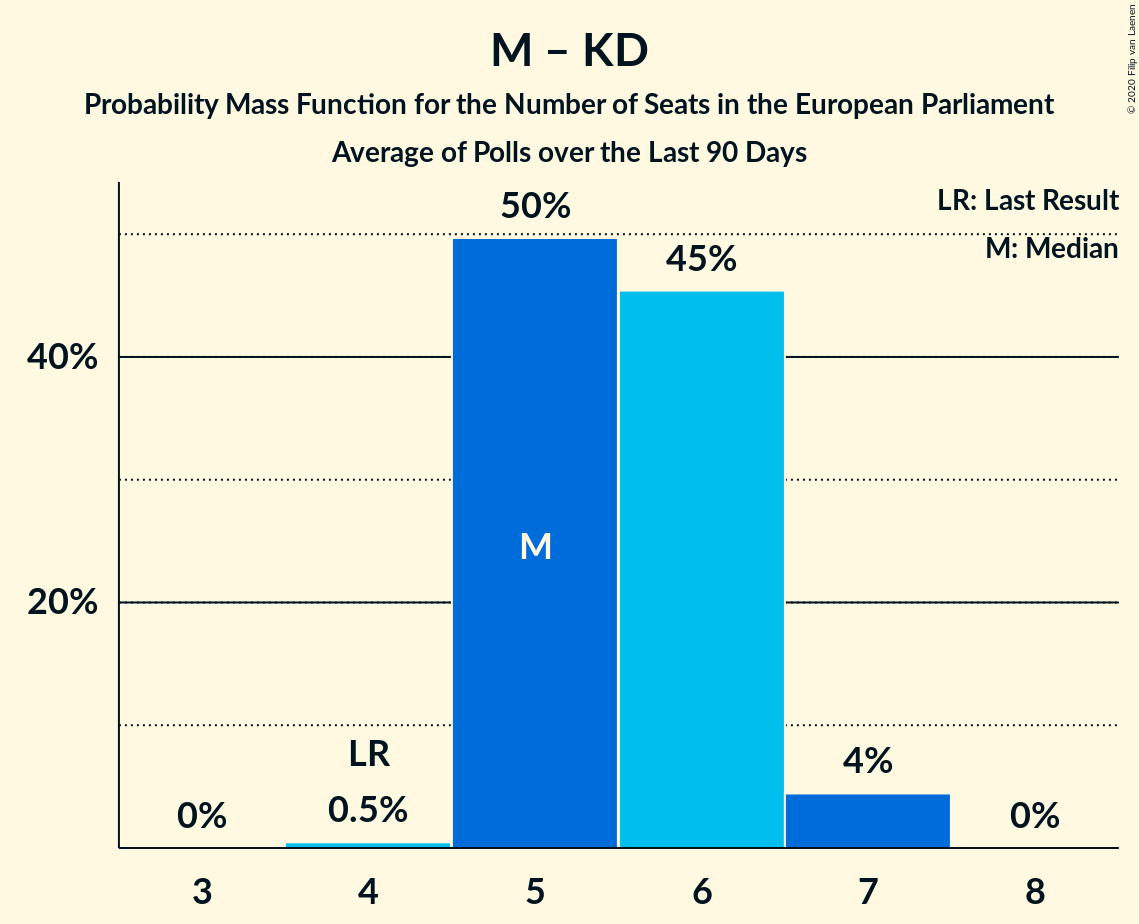 M – KD
Probability Mass Function for the Number of Seats in the European Parliament
Average of Polls over the Last 90 Days
© 2020 Filip van Laenen
LR: Last Result
M: Median
50%
45%
40%
20%
M
LR
0%
0.5%
4%
0%
3
4
5
6
7
8